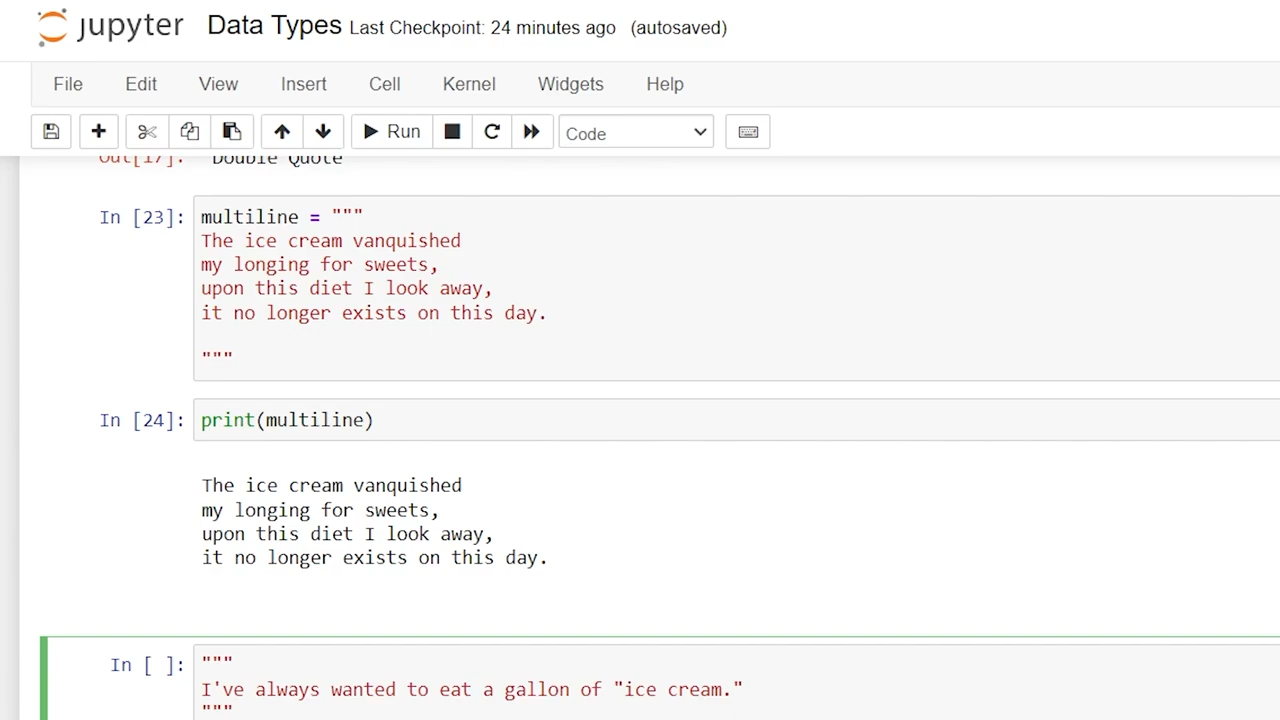 jupyter Data Types Last Checkpoint: 24 minutes ago (autosaved)
File Edit View Insert Cell Kernel Widgets Help
Run Code
Out[17]: Double Quote
In [23]: multiline = """
The ice cream vanquished
my longing for sweets,
upon this diet I look away,
it no longer exists on this day.
"""
In [24]: print(multiline)
The ice cream vanquished
my longing for sweets,
upon this diet I look away,
it no longer exists on this day.
In [ ]: """
I've always wanted to eat a gallon of "ice cream."
"""